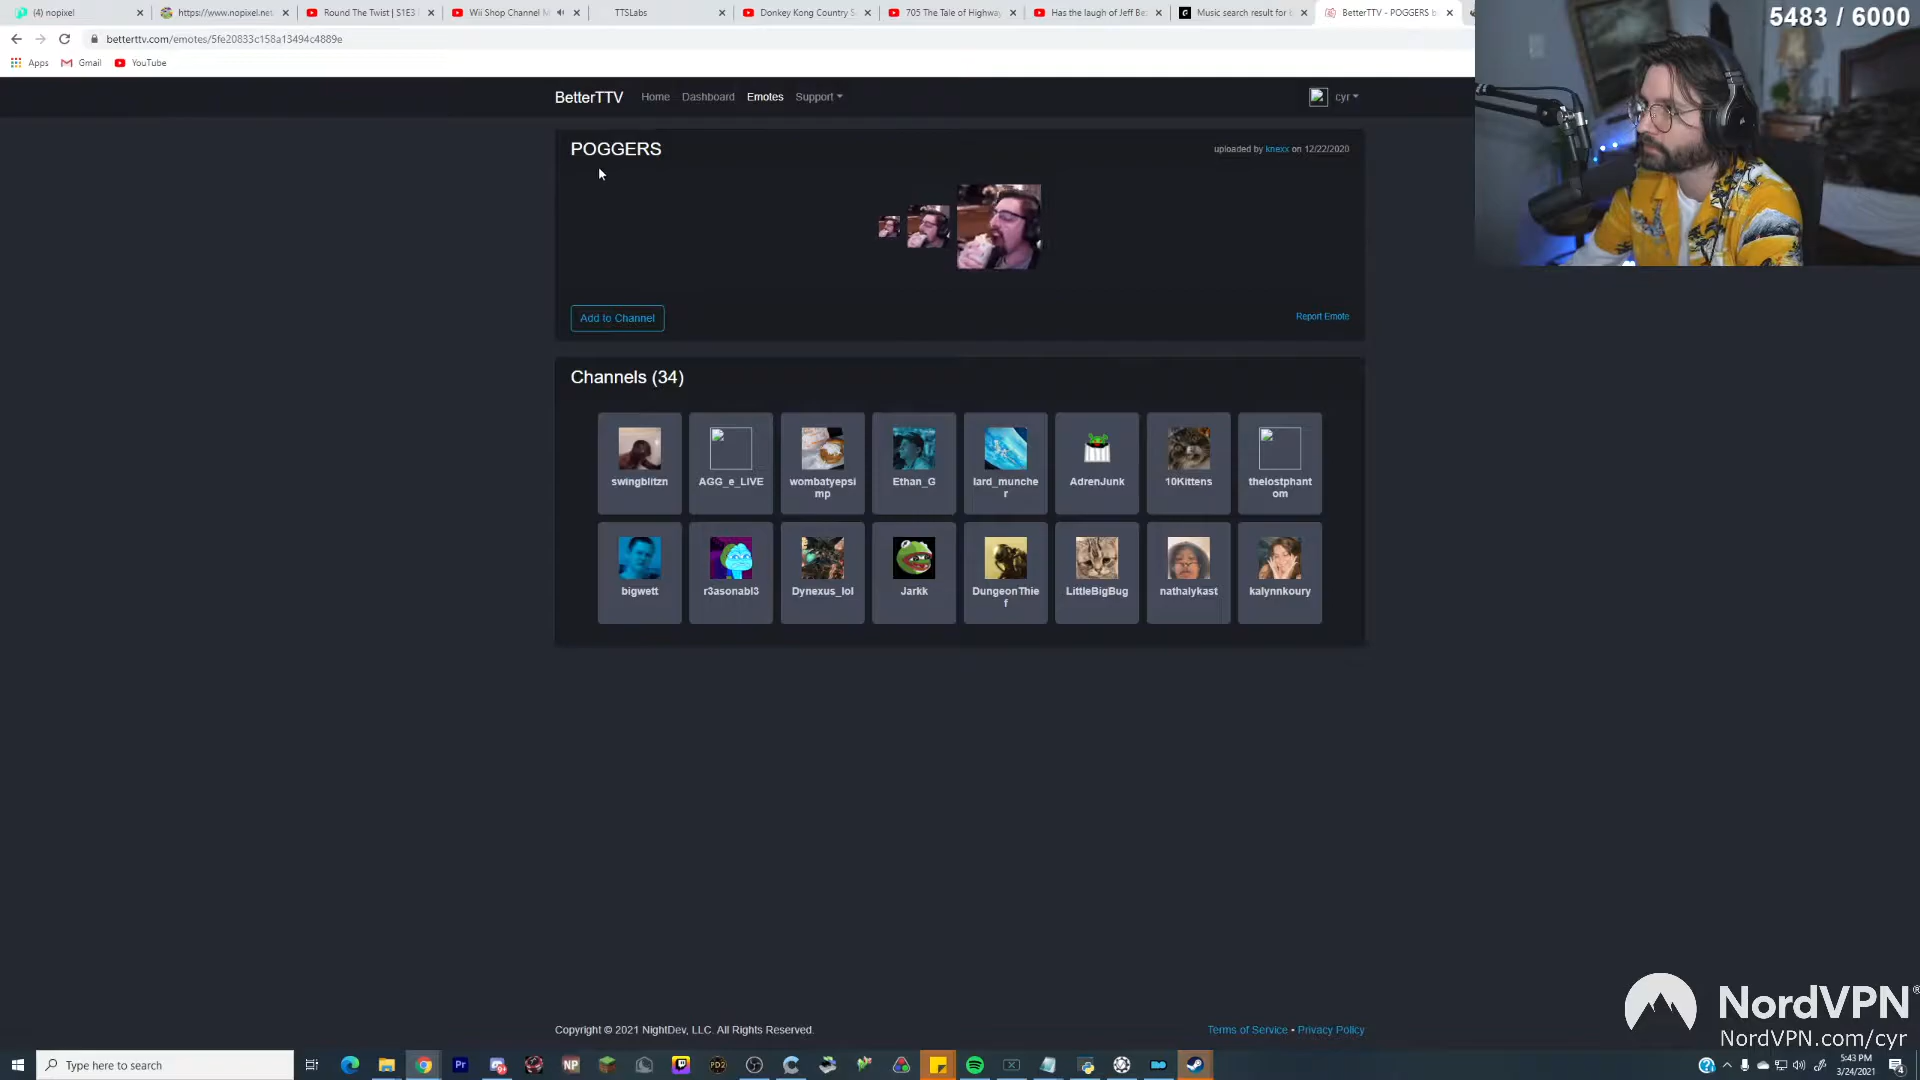 (4) nopixel
https://www.nopixel.net
Round The Twist | S1E3
Wii Shop Channel M
TTSLabs
Donkey Kong Country S
705 The Tale of Highway
Has the laugh of Jeff Be
Music search result for
BetterTTV - POGGERS b
5483 / 6000
betterttv.com/emotes/5fe20833c158a13494c4889e
Apps
Gmail
YouTube
BetterTTV
Home
Dashboard
Emotes
Support
cyr
POGGERS
uploaded by knexx on 12/22/2020
Add to Channel
Report Emote
Channels (34)
swingblitzn
AGG_e_LIVE
wombatyepsi
mp
Ethan_G
lard_munche
r
AdrenJunk
10Kittens
thelostphant
om
bigwett
r3asonabl3
Dynexus_lol
Jarkk
DungeonThie
f
LittleBigBug
nathalykast
kalynnkoury
Copyright © 2021 NightDev, LLC. All Rights Reserved.
Terms of Service • Privacy Policy
NordVPN®
NordVPN.com/cyr
Type here to search
Pr
NP
PD2
5:43 PM
3/24/2021